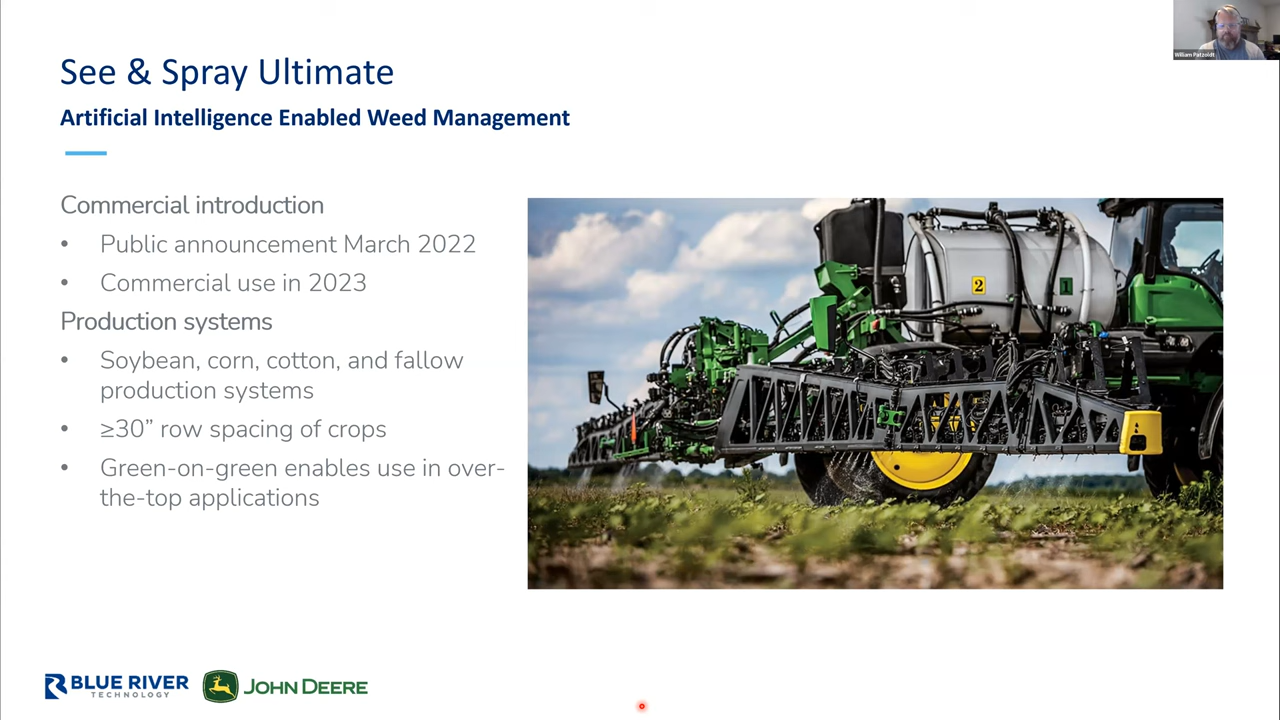 William Patzoldt
See & Spray Ultimate
Artificial Intelligence Enabled Weed Management
Commercial introduction
• Public announcement March 2022
• Commercial use in 2023
Production systems
• Soybean, corn, cotton, and fallow
production systems
• ≥30” row spacing of crops
• Green-on-green enables use in over-
the-top applications
2
1
BLUE RIVER
TECHNOLOGY
JOHN DEERE